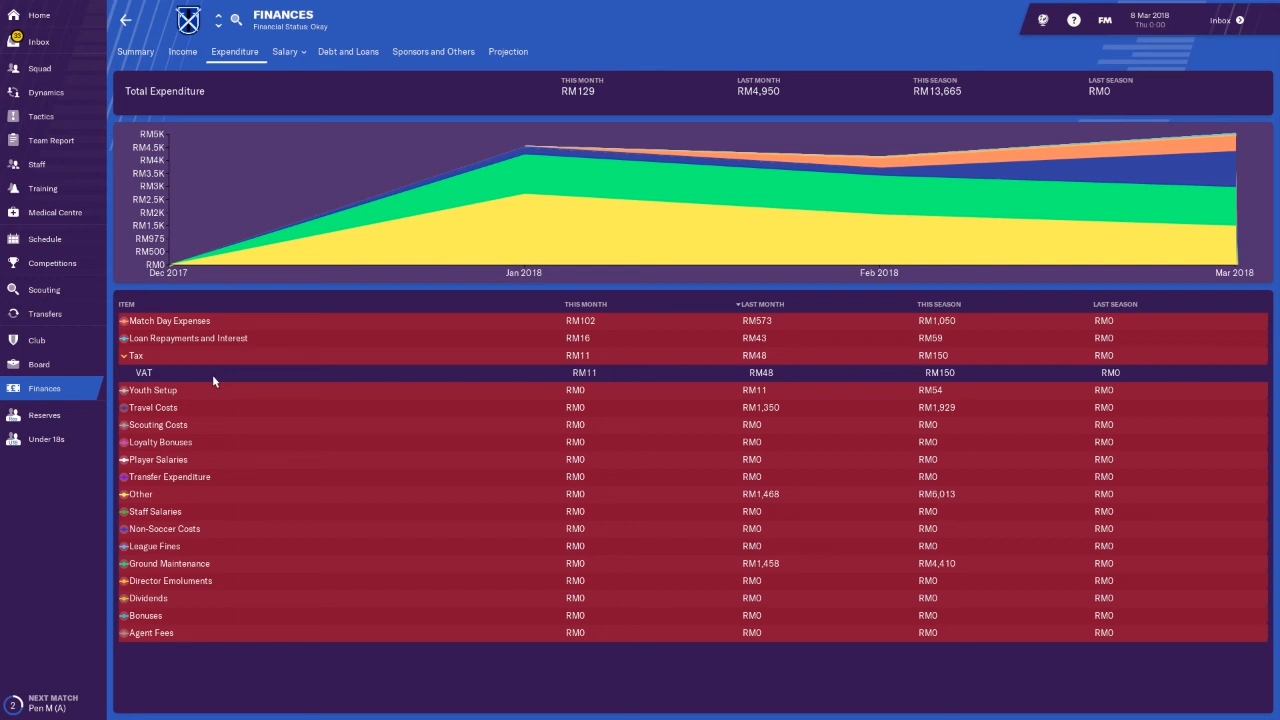 Home
33
Inbox
Squad
Dynamics
Tactics
Team Report
Staff
Training
Medical Centre
Schedule
Competitions
Scouting
Transfers
Club
Board
Finances
Reserves
Under 18s
2 NEXT MATCH
Pen M (A)
FINANCES
Financial Status: Okay
? FM 8 Mar 2018 Inbox
Thu 0:00
Summary Income Expenditure Salary Debt and Loans Sponsors and Others Projection
THIS MONTH LAST MONTH THIS SEASON LAST SEASON
Total Expenditure RM129 RM4,950 RM13,665 RM0
RM5K
RM4.5K
RM4K
RM3.5K
RM3K
RM2.5K
RM2K
RM1.5K
RM975
RM500
RM0
Dec 2017 Jan 2018 Feb 2018 Mar 2018
ITEM THIS MONTH LAST MONTH THIS SEASON LAST SEASON
Match Day Expenses RM102 RM573 RM1,050 RM0
Loan Repayments and Interest RM16 RM43 RM59 RM0
Tax RM11 RM48 RM150 RM0
VAT RM11 RM48 RM150 RM0
Youth Setup RM0 RM11 RM54 RM0
Travel Costs RM0 RM1,350 RM1,929 RM0
Scouting Costs RM0 RM0 RM0 RM0
Loyalty Bonuses RM0 RM0 RM0 RM0
Player Salaries RM0 RM0 RM0 RM0
Transfer Expenditure RM0 RM0 RM0 RM0
Other RM0 RM1,468 RM6,013 RM0
Staff Salaries RM0 RM0 RM0 RM0
Non-Soccer Costs RM0 RM0 RM0 RM0
League Fines RM0 RM0 RM0 RM0
Ground Maintenance RM0 RM1,458 RM4,410 RM0
Director Emoluments RM0 RM0 RM0 RM0
Dividends RM0 RM0 RM0 RM0
Bonuses RM0 RM0 RM0 RM0
Agent Fees RM0 RM0 RM0 RM0